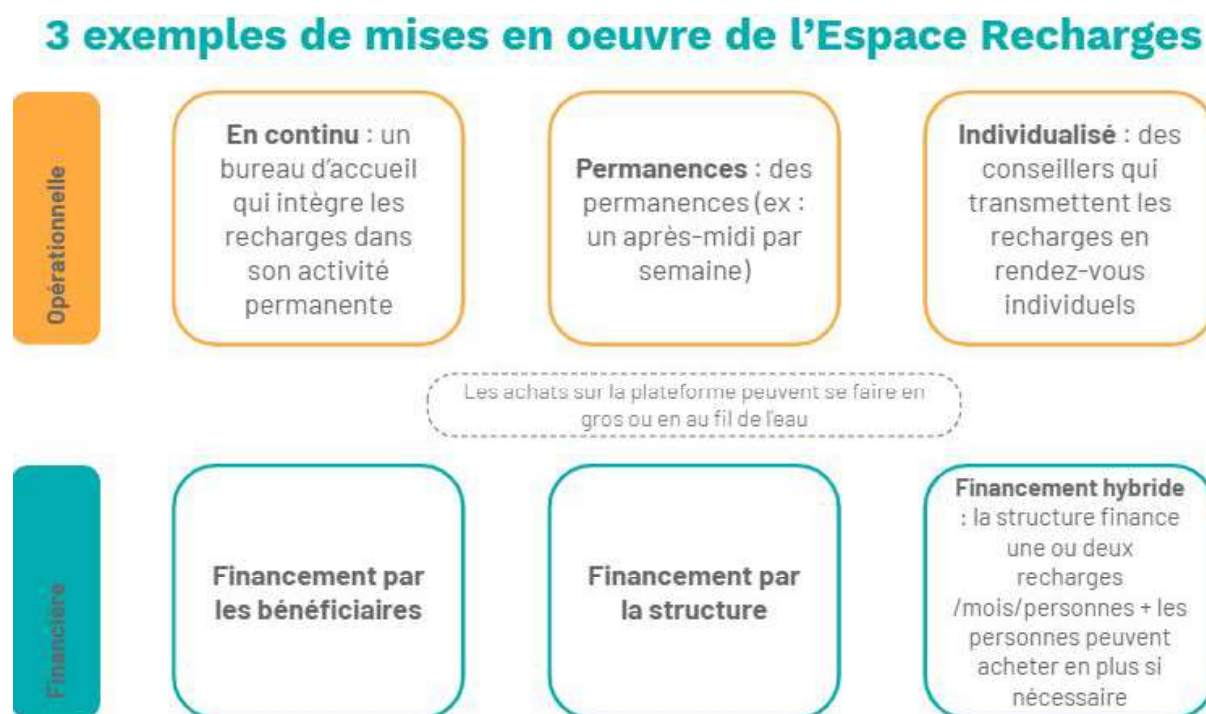 3 exemples de mises en oeuvre de l'Espace Recharges
Opérationnelle
En continu : un
bureau d'accueil
qui intègre les
recharges dans
son activité
permanente
Permanences : des
permanences (ex :
un après-midi par
semaine)
Individualisé : des
conseillers qui
transmettent les
recharges en
rendez-vous
individuels
Les achats sur la plateforme peuvent se faire en
gros ou en au fil de l'eau
Financière
Financement par
les bénéficiaires
Financement par
la structure
Financement hybride
: la structure finance
une ou deux
recharges
/mois/personnes + les
personnes peuvent
acheter en plus si
nécessaire